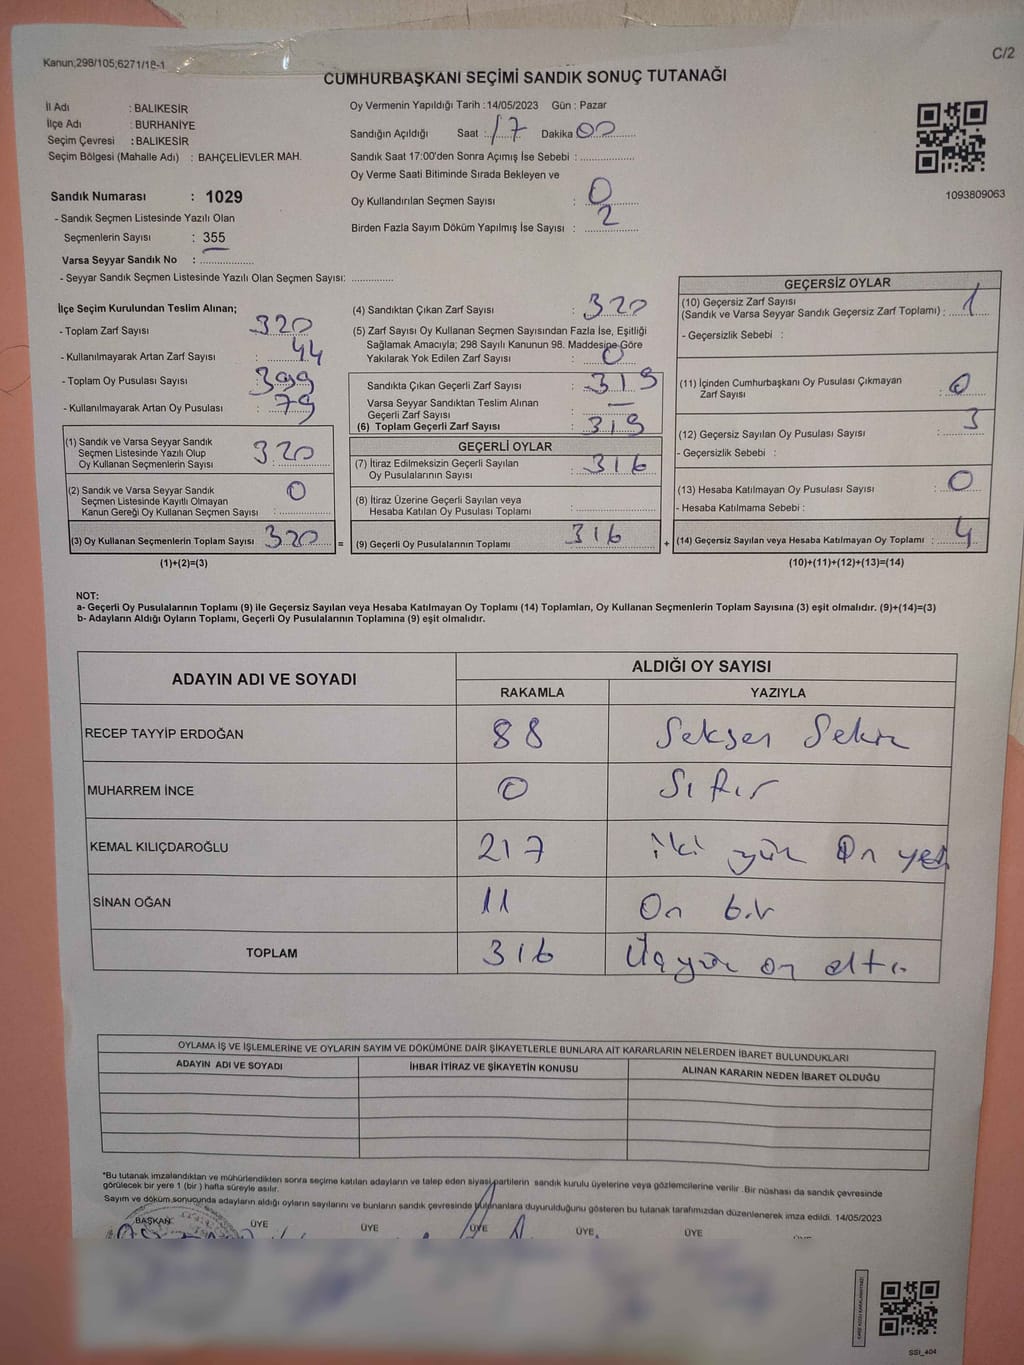 Kanun;298/105;6271/18-1
C/2
CUMHURBAŞKANI SEÇİMİ SANDIK SONUÇ TUTANAĞI
İl Adı : BALIKESİR
İlçe Adı : BURHANİYE
Seçim Çevresi : BALIKESİR
Seçim Bölgesi (Mahalle Adı) : BAHÇELİEVLER MAH.
Sandık Numarası : 1029
- Sandık Seçmen Listesinde Yazılı Olan
Seçmenlerin Sayısı : 355
Varsa Seyyar Sandık No : ..................
- Seyyar Sandık Seçmen Listesinde Yazılı Olan Seçmen Sayısı: ..............
Oy Vermenin Yapıldığı Tarih : 14/05/2023 Gün : Pazar
Sandığın Açıldığı Saat : 17 Dakika 00
Sandık Saat 17:00'den Sonra Açımış İse Sebebi : ..................
Oy Verme Saati Bitiminde Sırada Bekleyen ve
Oy Kullandırılan Seçmen Sayısı : 0
Birden Fazla Sayım Döküm Yapılmış İse Sayısı : 2
1093809063
İlçe Seçim Kurulundan Teslim Alınan;
- Toplam Zarf Sayısı : 320
- Kullanılmayarak Artan Zarf Sayısı : 44
- Toplam Oy Pusulası Sayısı : 399
- Kullanılmayarak Artan Oy Pusulası : 79
(1) Sandık ve Varsa Seyyar Sandık
Seçmen Listesinde Yazılı Olup
Oy Kullanan Seçmenlerin Sayısı : 320
(2) Sandık ve Varsa Seyyar Sandık
Seçmen Listesinde Kayıtlı Olmayan
Kanun Gereği Oy Kullanan Seçmen Sayısı : 0
(3) Oy Kullanan Seçmenlerin Toplam Sayısı 320 =
(1)+(2)=(3)
(4) Sandıktan Çıkan Zarf Sayısı : 320
(5) Zarf Sayısı Oy Kullanan Seçmen Sayısından Fazla İse, Eşitliği
Sağlamak Amacıyla; 298 Sayılı Kanunun 98. Maddesine Göre
Yakılarak Yok Edilen Zarf Sayısı : 0
Sandıkta Çıkan Geçerli Zarf Sayısı : 319
Varsa Seyyar Sandıktan Teslim Alınan
Geçerli Zarf Sayısı : —
(6) Toplam Geçerli Zarf Sayısı : 319
GEÇERLİ OYLAR
(7) İtiraz Edilmeksizin Geçerli Sayılan
Oy Pusulalarının Sayısı : 316
(8) İtiraz Üzerine Geçerli Sayılan veya
Hesaba Katılan Oy Pusulası Toplamı : ..................
(9) Geçerli Oy Pusulalarının Toplamı 316 +
GEÇERSİZ OYLAR
(10) Geçersiz Zarf Sayısı
(Sandık ve Varsa Seyyar Sandık Geçersiz Zarf Toplamı) : 1
- Geçersizlik Sebebi :
(11) İçinden Cumhurbaşkanı Oy Pusulası Çıkmayan
Zarf Sayısı : 0
(12) Geçersiz Sayılan Oy Pusulası Sayısı : 3
- Geçersizlik Sebebi :
(13) Hesaba Katılmayan Oy Pusulası Sayısı : 0
- Hesaba Katılmama Sebebi :
(14) Geçersiz Sayılan veya Hesaba Katılmayan Oy Toplamı : 4
(10)+(11)+(12)+(13)=(14)
NOT:
a- Geçerli Oy Pusulalarının Toplamı (9) ile Geçersiz Sayılan veya Hesaba Katılmayan Oy Toplamı (14) Toplamları, Oy Kullanan Seçmenlerin Toplam Sayısına (3) eşit olmalıdır. (9)+(14)=(3)
b- Adayların Aldığı Oyların Toplamı, Geçerli Oy Pusulalarının Toplamına (9) eşit olmalıdır.
ADAYIN ADI VE SOYADI
ALDIĞI OY SAYISI
RAKAMLA YAZIYLA
RECEP TAYYİP ERDOĞAN 88 Seksen Sekiz
MUHARREM İNCE 0 Sıfır
KEMAL KILIÇDAROĞLU 217 iki yüz On yedi
SİNAN OĞAN 11 On bir
TOPLAM 316 Üçyüz on altı
OYLAMA İŞ VE İŞLEMLERİNE VE OYLARIN SAYIM VE DÖKÜMÜNE DAİR ŞİKAYETLERLE BUNLARA AİT KARARLARIN NELERDEN İBARET BULUNDUKLARI
ADAYIN ADI VE SOYADI İHBAR İTİRAZ VE ŞİKAYETİN KONUSU ALINAN KARARIN NEDEN İBARET OLDUĞU
*Bu tutanak imzalandıktan ve mühürlendikten sonra seçime katılan adayların ve talep eden siyasi partilerin sandık kurulu üyelerine veya gözlemcilerine verilir .Bir nüshası da sandık çevresinde
görülecek bir yere 1 (bir ) hafta süreyle asılır.
Sayım ve döküm sonucunda adayların aldığı oyların sayılarını ve bunların sandık çevresinde bulunanlara duyurulduğunu gösteren bu tutanak tarafımızdan düzenlenerek imza edildi. 14/05/2023
BAŞKAN ÜYE ÜYE ÜYE ÜYE ÜYE
SSI_404